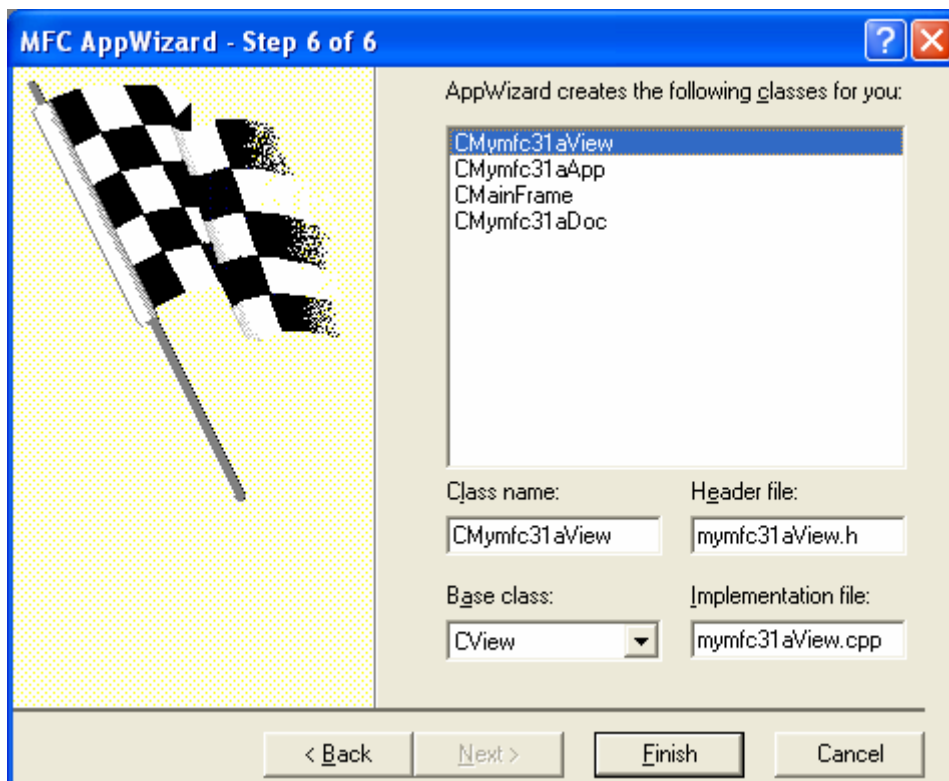 MFC AppWizard - Step 6 of 6
AppWizard creates the following classes for you:
CMymfc31aView
CMymfc31aApp
CMainFrame
CMymfc31aDoc
Class name:
Header file:
CMymfc31aView
mymfc31aView.h
Base class:
Implementation file:
CView
mymfc31aView.cpp
< Back
Next >
Finish
Cancel